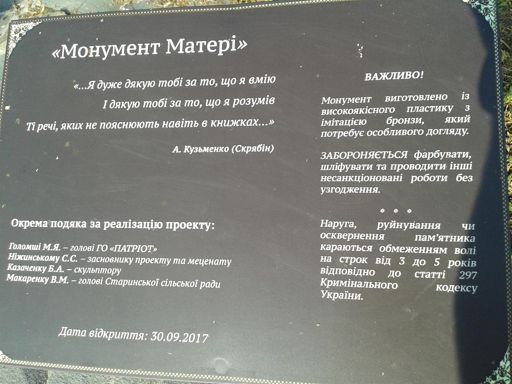 «Монумент Матері»
«...Я дуже дякую тобі за то, що я вмію
І дякую тобі за то, що я розумів
Ті речі, яких не пояснюють навіть в книжках...»
А. Кузьменко (Скрябін)
Окрема подяка за реалізацію проекту:
Голомші М.Я. – голові ГО «ПАТРІОТ»
Ніжинському С.С. – засновнику проекту та меценату
Казаченку Б.А. – скульптору
Макаренку В.М. – голові Старинської сільської ради
Дата відкриття: 30.09.2017
ВАЖЛИВО!
Монумент виготовлено із
високоякісного пластику з
імітацією бронзи, який
потребує особливого догляду.
ЗАБОРОНЯЄТЬСЯ фарбувати,
шліфувати та проводити інші
несанкціоновані роботи без
узгодження.
* * *
Наруга, руйнування чи
осквернення пам'ятника
караються обмеженням волі
на строк від 3 до 5 років
відповідно до статті 297
Кримінального кодексу
України.